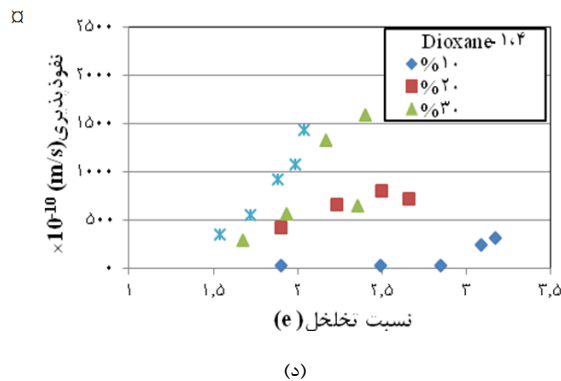 ¤
Dioxane-۱،۴
%۱۰
%۲۰
%۳۰
نفوذپذیری(m/s) ×10⁻¹⁰
۲۵۰۰
۲۰۰۰
۱۵۰۰
۱۰۰۰
۵۰۰
۰
۱ ۱,۵ ۲ ۲,۵ ۳ ۳,۵
نسبت تخلخل( e)
(د)